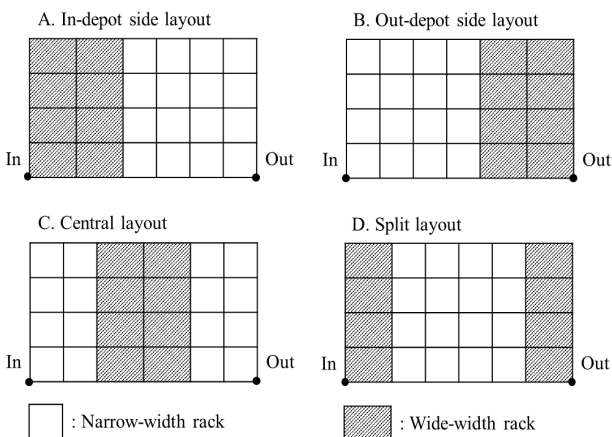 A. In-depot side layout
B. Out-depot side layout
In
Out
In
Out
C. Central layout
D. Split layout
In
Out
In
Out
: Narrow-width rack
: Wide-width rack